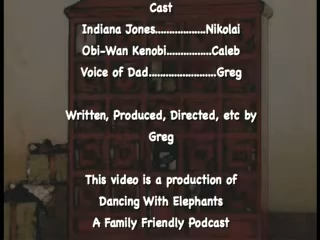 Cast
Indiana Jones..................Nikolai
Obi-Wan Kenobi................Caleb
Voice of Dad........................Greg
Written, Produced, Directed, etc by
Greg
This video is a production of
Dancing With Elephants
A Family Friendly Podcast